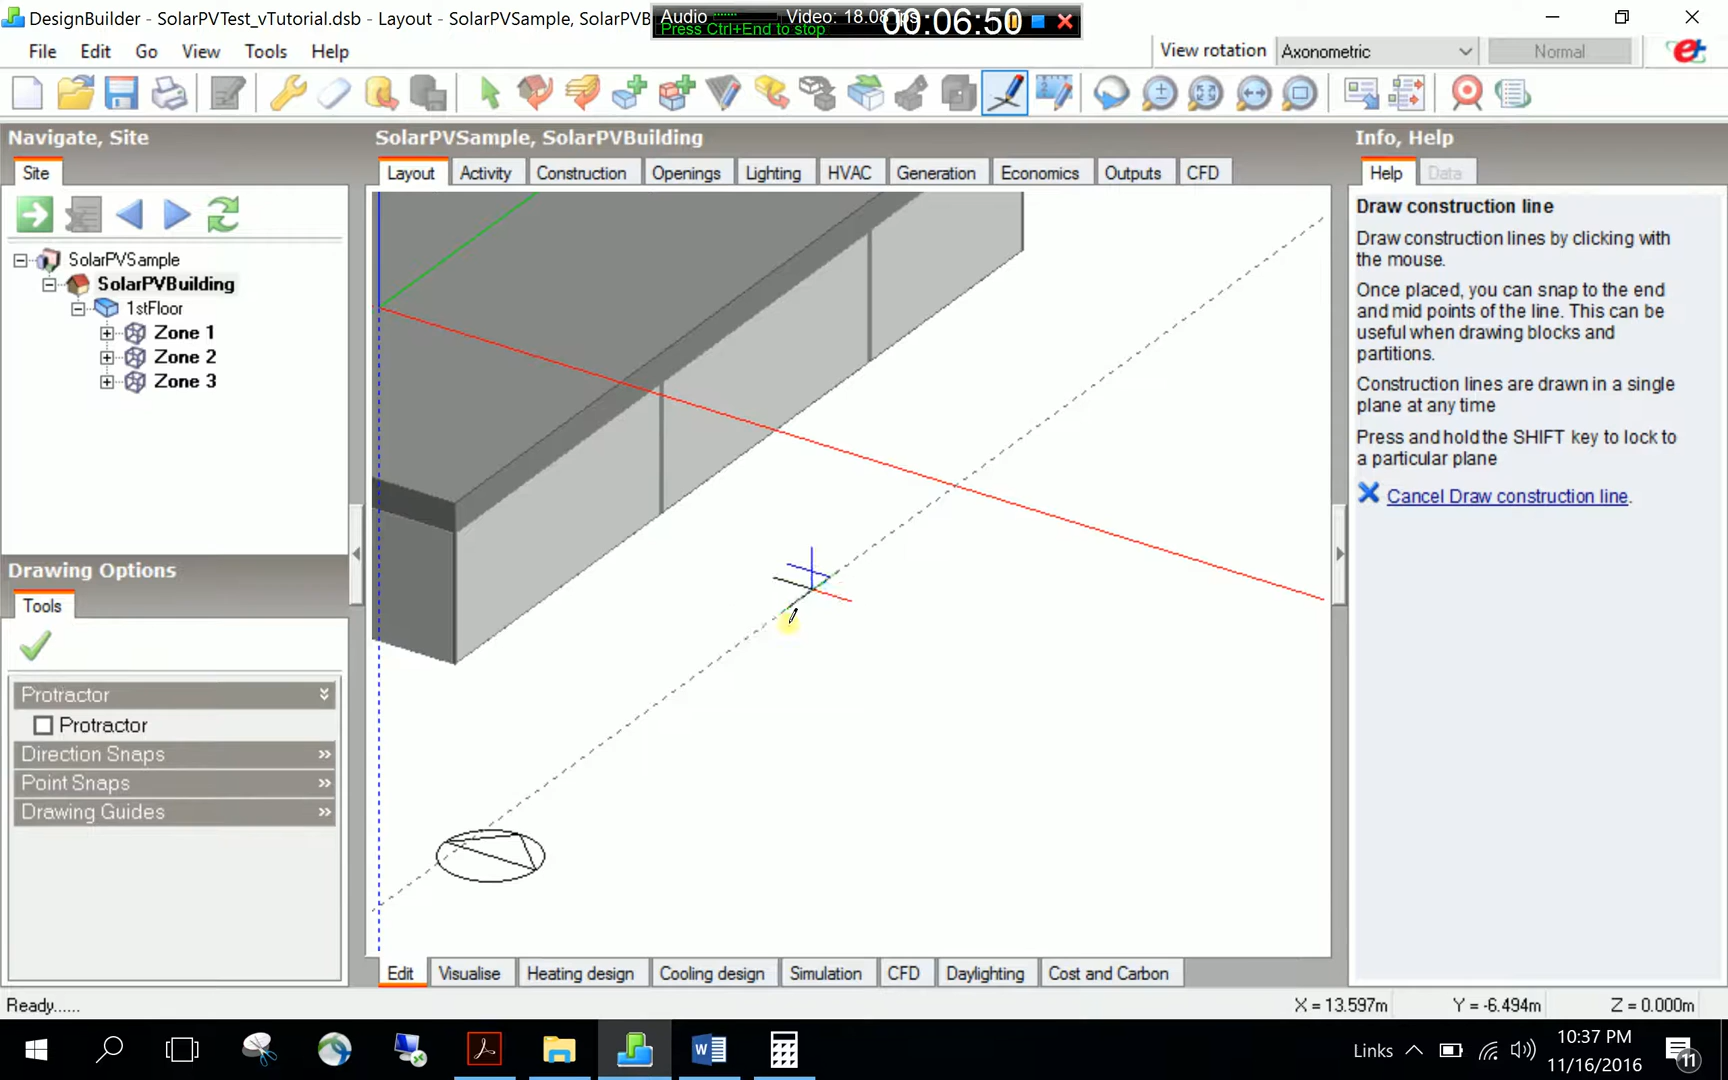 DesignBuilder - SolarPVTest_vTutorial.dsb - Layout - SolarPVSample, SolarPVB
Audio
Video: 18.08 fps
00:06:50
Press Ctrl+End to stop
File Edit Go View Tools Help
View rotation Axonometric Normal
Navigate, Site
SolarPVSample, SolarPVBuilding
Info, Help
Site
Layout Activity Construction Openings Lighting HVAC Generation Economics Outputs CFD
Help Data
SolarPVSample
SolarPVBuilding
1stFloor
Zone 1
Zone 2
Zone 3
Draw construction line
Draw construction lines by clicking with
the mouse.
Once placed, you can snap to the end
and mid points of the line. This can be
useful when drawing blocks and
partitions.
Construction lines are drawn in a single
plane at any time
Press and hold the SHIFT key to lock to
a particular plane
Cancel Draw construction line.
Drawing Options
Tools
Protractor
Protractor
Direction Snaps
Point Snaps
Drawing Guides
Edit Visualise Heating design Cooling design Simulation CFD Daylighting Cost and Carbon
Ready......
X = 13.597m Y = -6.494m Z = 0.000m
Links
10:37 PM
11/16/2016
11